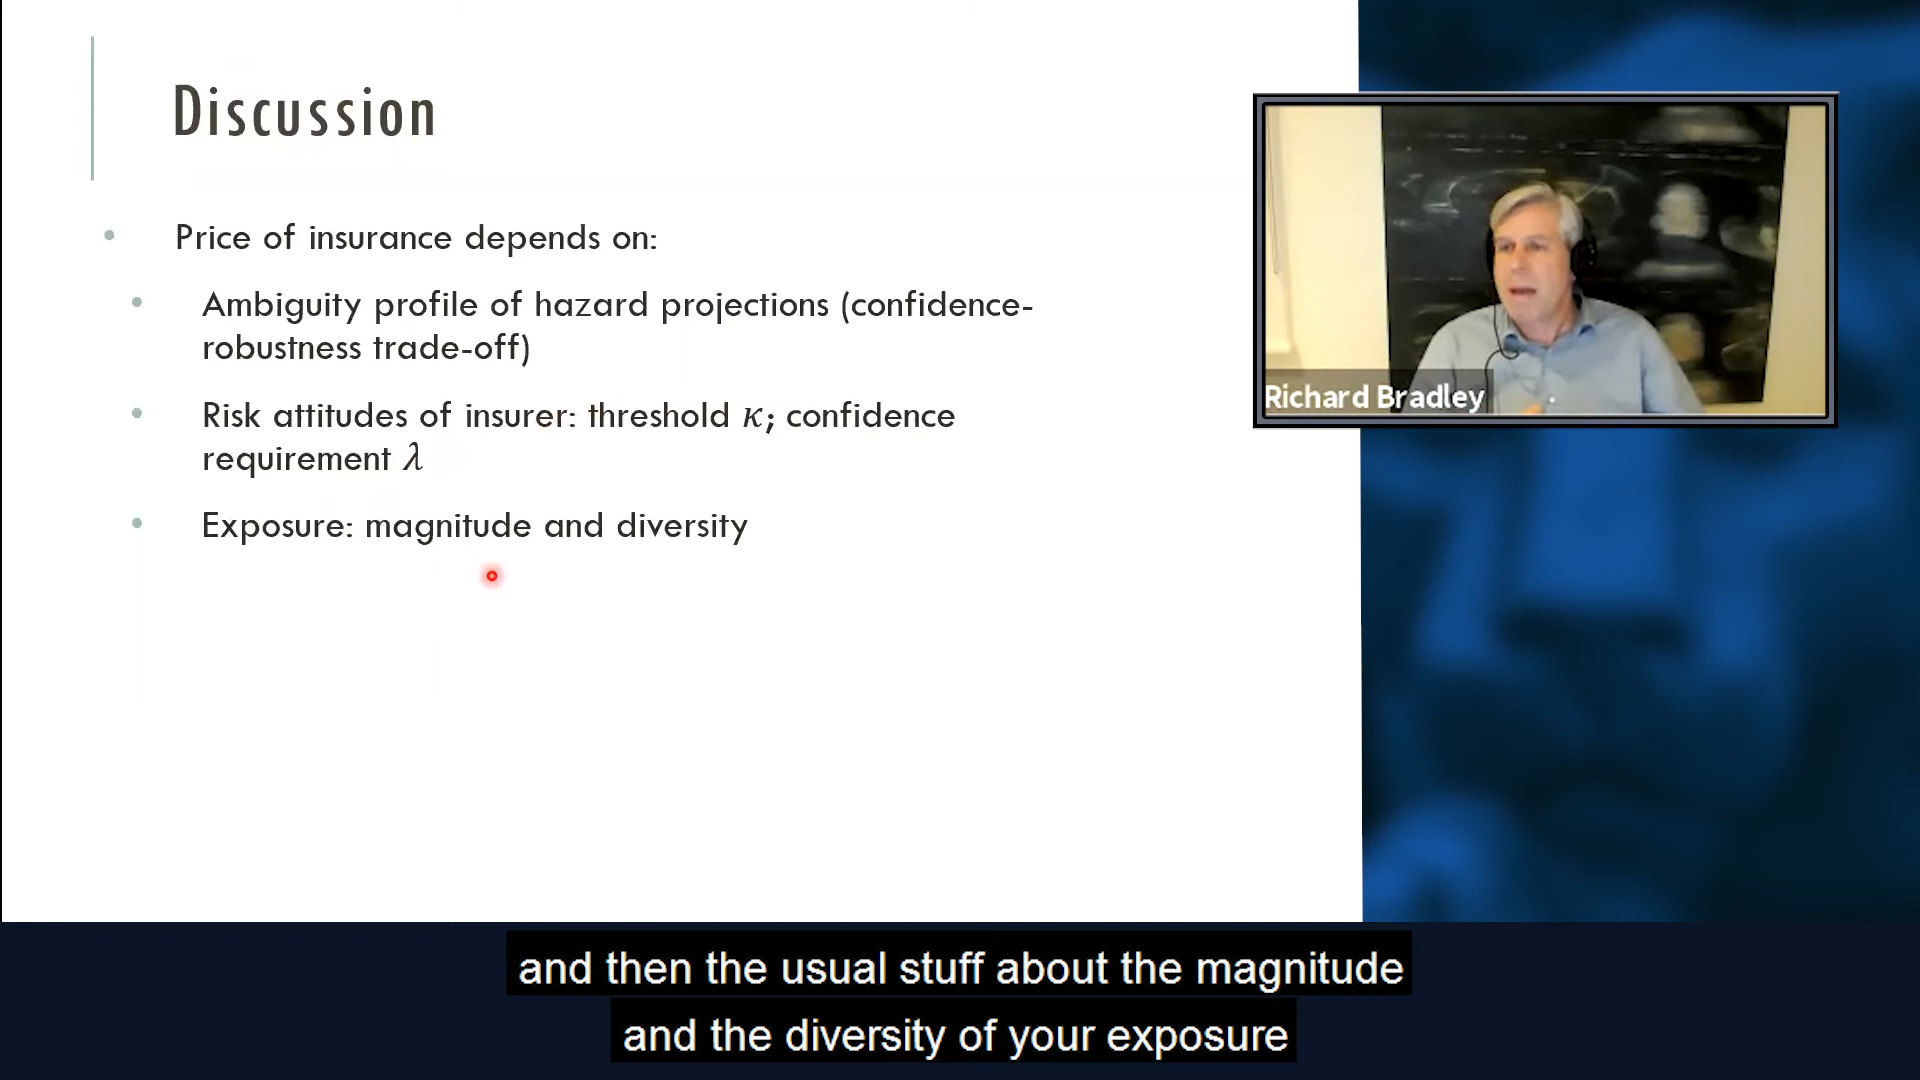 Discussion
• Price of insurance depends on:
• Ambiguity profile of hazard projections (confidence-
robustness trade-off)
• Risk attitudes of insurer: threshold κ; confidence
requirement λ
• Exposure: magnitude and diversity
Richard Bradley
and then the usual stuff about the magnitude
and the diversity of your exposure